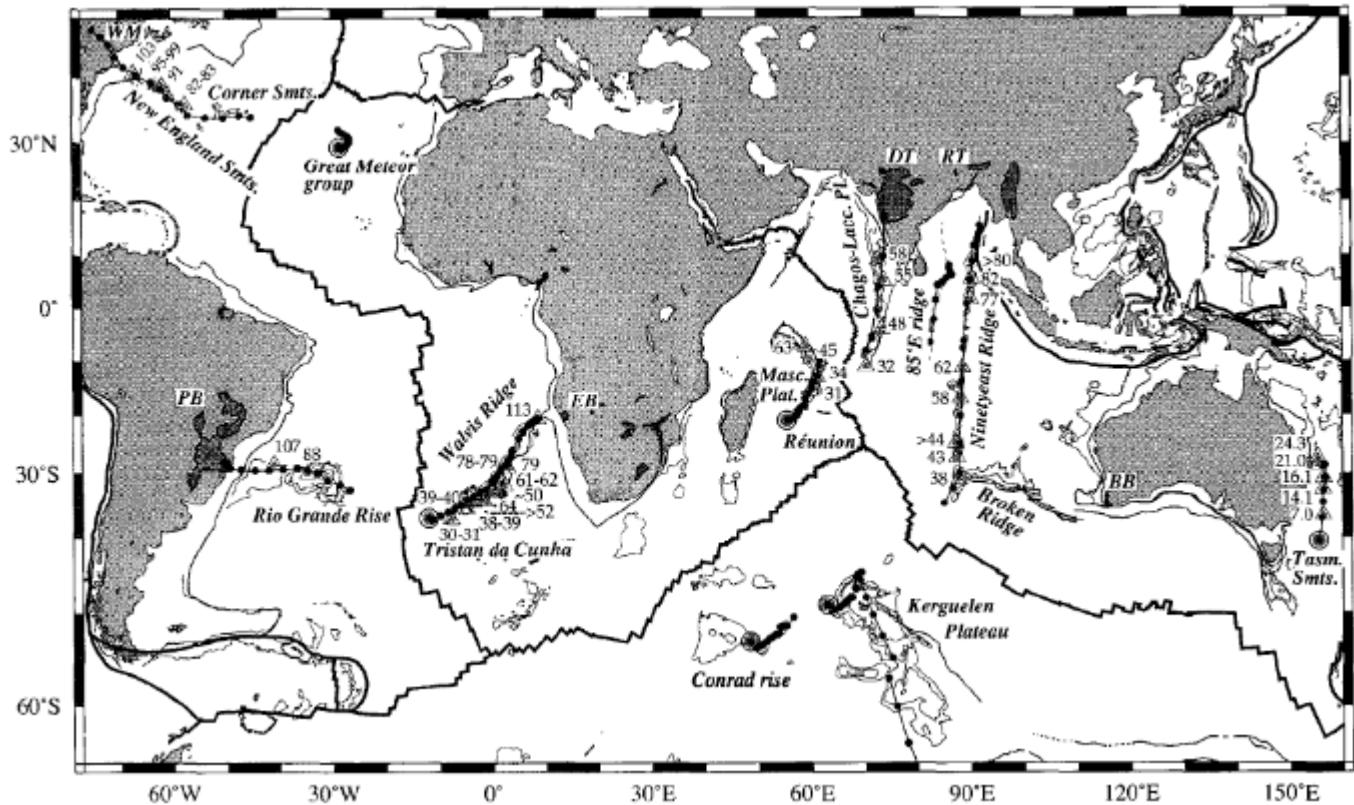 WM
103
95-99
91
82-83
Corner Smts.
New England Smts.
30°N
Great Meteor
group
DT
RT
Chagos-Lacc. Pl.
58
55
48
32
85°E ridge
>80
82
77
Ninetyeast Ridge
62
58
>44
43
38
0°
63
45
34
31
Masc.
Plat.
Réunion
PB
107
88
Rio Grande Rise
Walvis Ridge
113
EB
78-79
79
61-62
~50
39-40
64
>52
38-39
30-31
Tristan da Cunha
30°S
Broken
Ridge
BB
24.3
21.0
16.1
14.1
7.0
Tasm.
Smts.
Kerguelen
Plateau
Conrad rise
60°S
60°W
30°W
0°
30°E
60°E
90°E
120°E
150°E